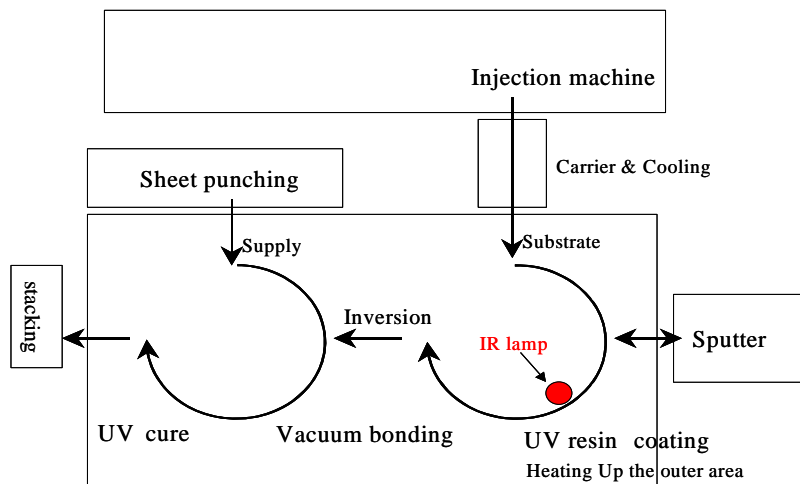 Injection machine
Carrier & Cooling
Sheet punching
Supply
Substrate
stacking
Inversion
IR lamp
Sputter
UV cure
Vacuum bonding
UV resin coating
Heating Up the outer area